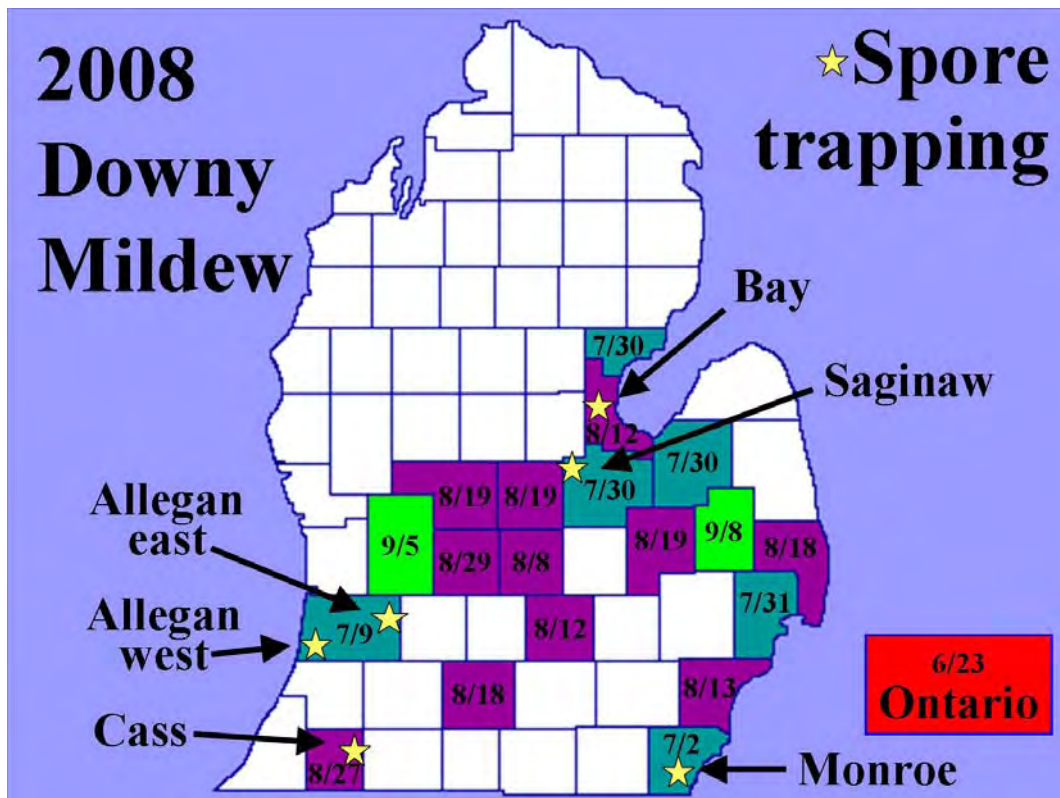 2008
Downy
Mildew
Spore
trapping
Bay
Saginaw
Allegan
east
Allegan
west
Cass
Monroe
7/30
8/12
7/30
7/30
8/19
8/19
9/5
8/29
8/8
8/19
9/8
8/18
7/9
8/12
7/31
8/18
8/13
8/27
7/2
6/23
Ontario